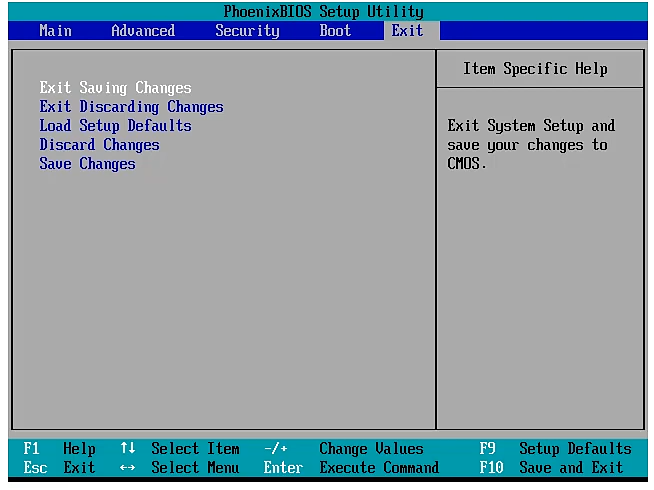 PhoenixBIOS Setup Utility
Main Advanced Security Boot Exit
Item Specific Help
Exit Saving Changes
Exit Discarding Changes
Load Setup Defaults
Discard Changes
Save Changes
Exit System Setup and
save your changes to
CMOS.
F1 Help ↑↓ Select Item -/+ Change Values F9 Setup Defaults
Esc Exit ↔ Select Menu Enter Execute Command F10 Save and Exit